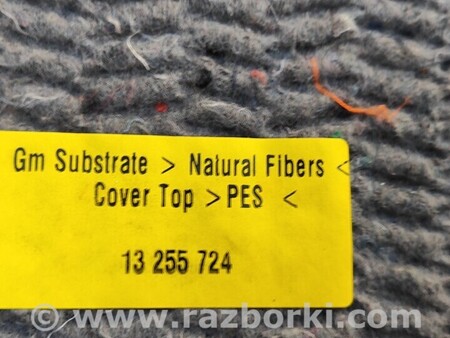 Gm Substrate > Natural Fibers <
Cover Top >PES <
13 255 724
© www.razborki.com